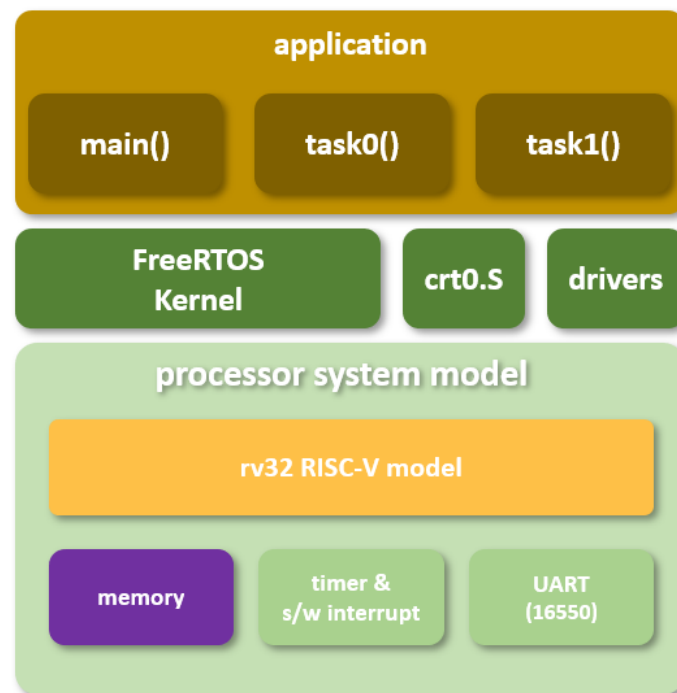 application
main()
task0()
task1()
FreeRTOS
Kernel
crt0.S
drivers
processor system model
rv32 RISC-V model
memory
timer &
s/w interrupt
UART
(16550)